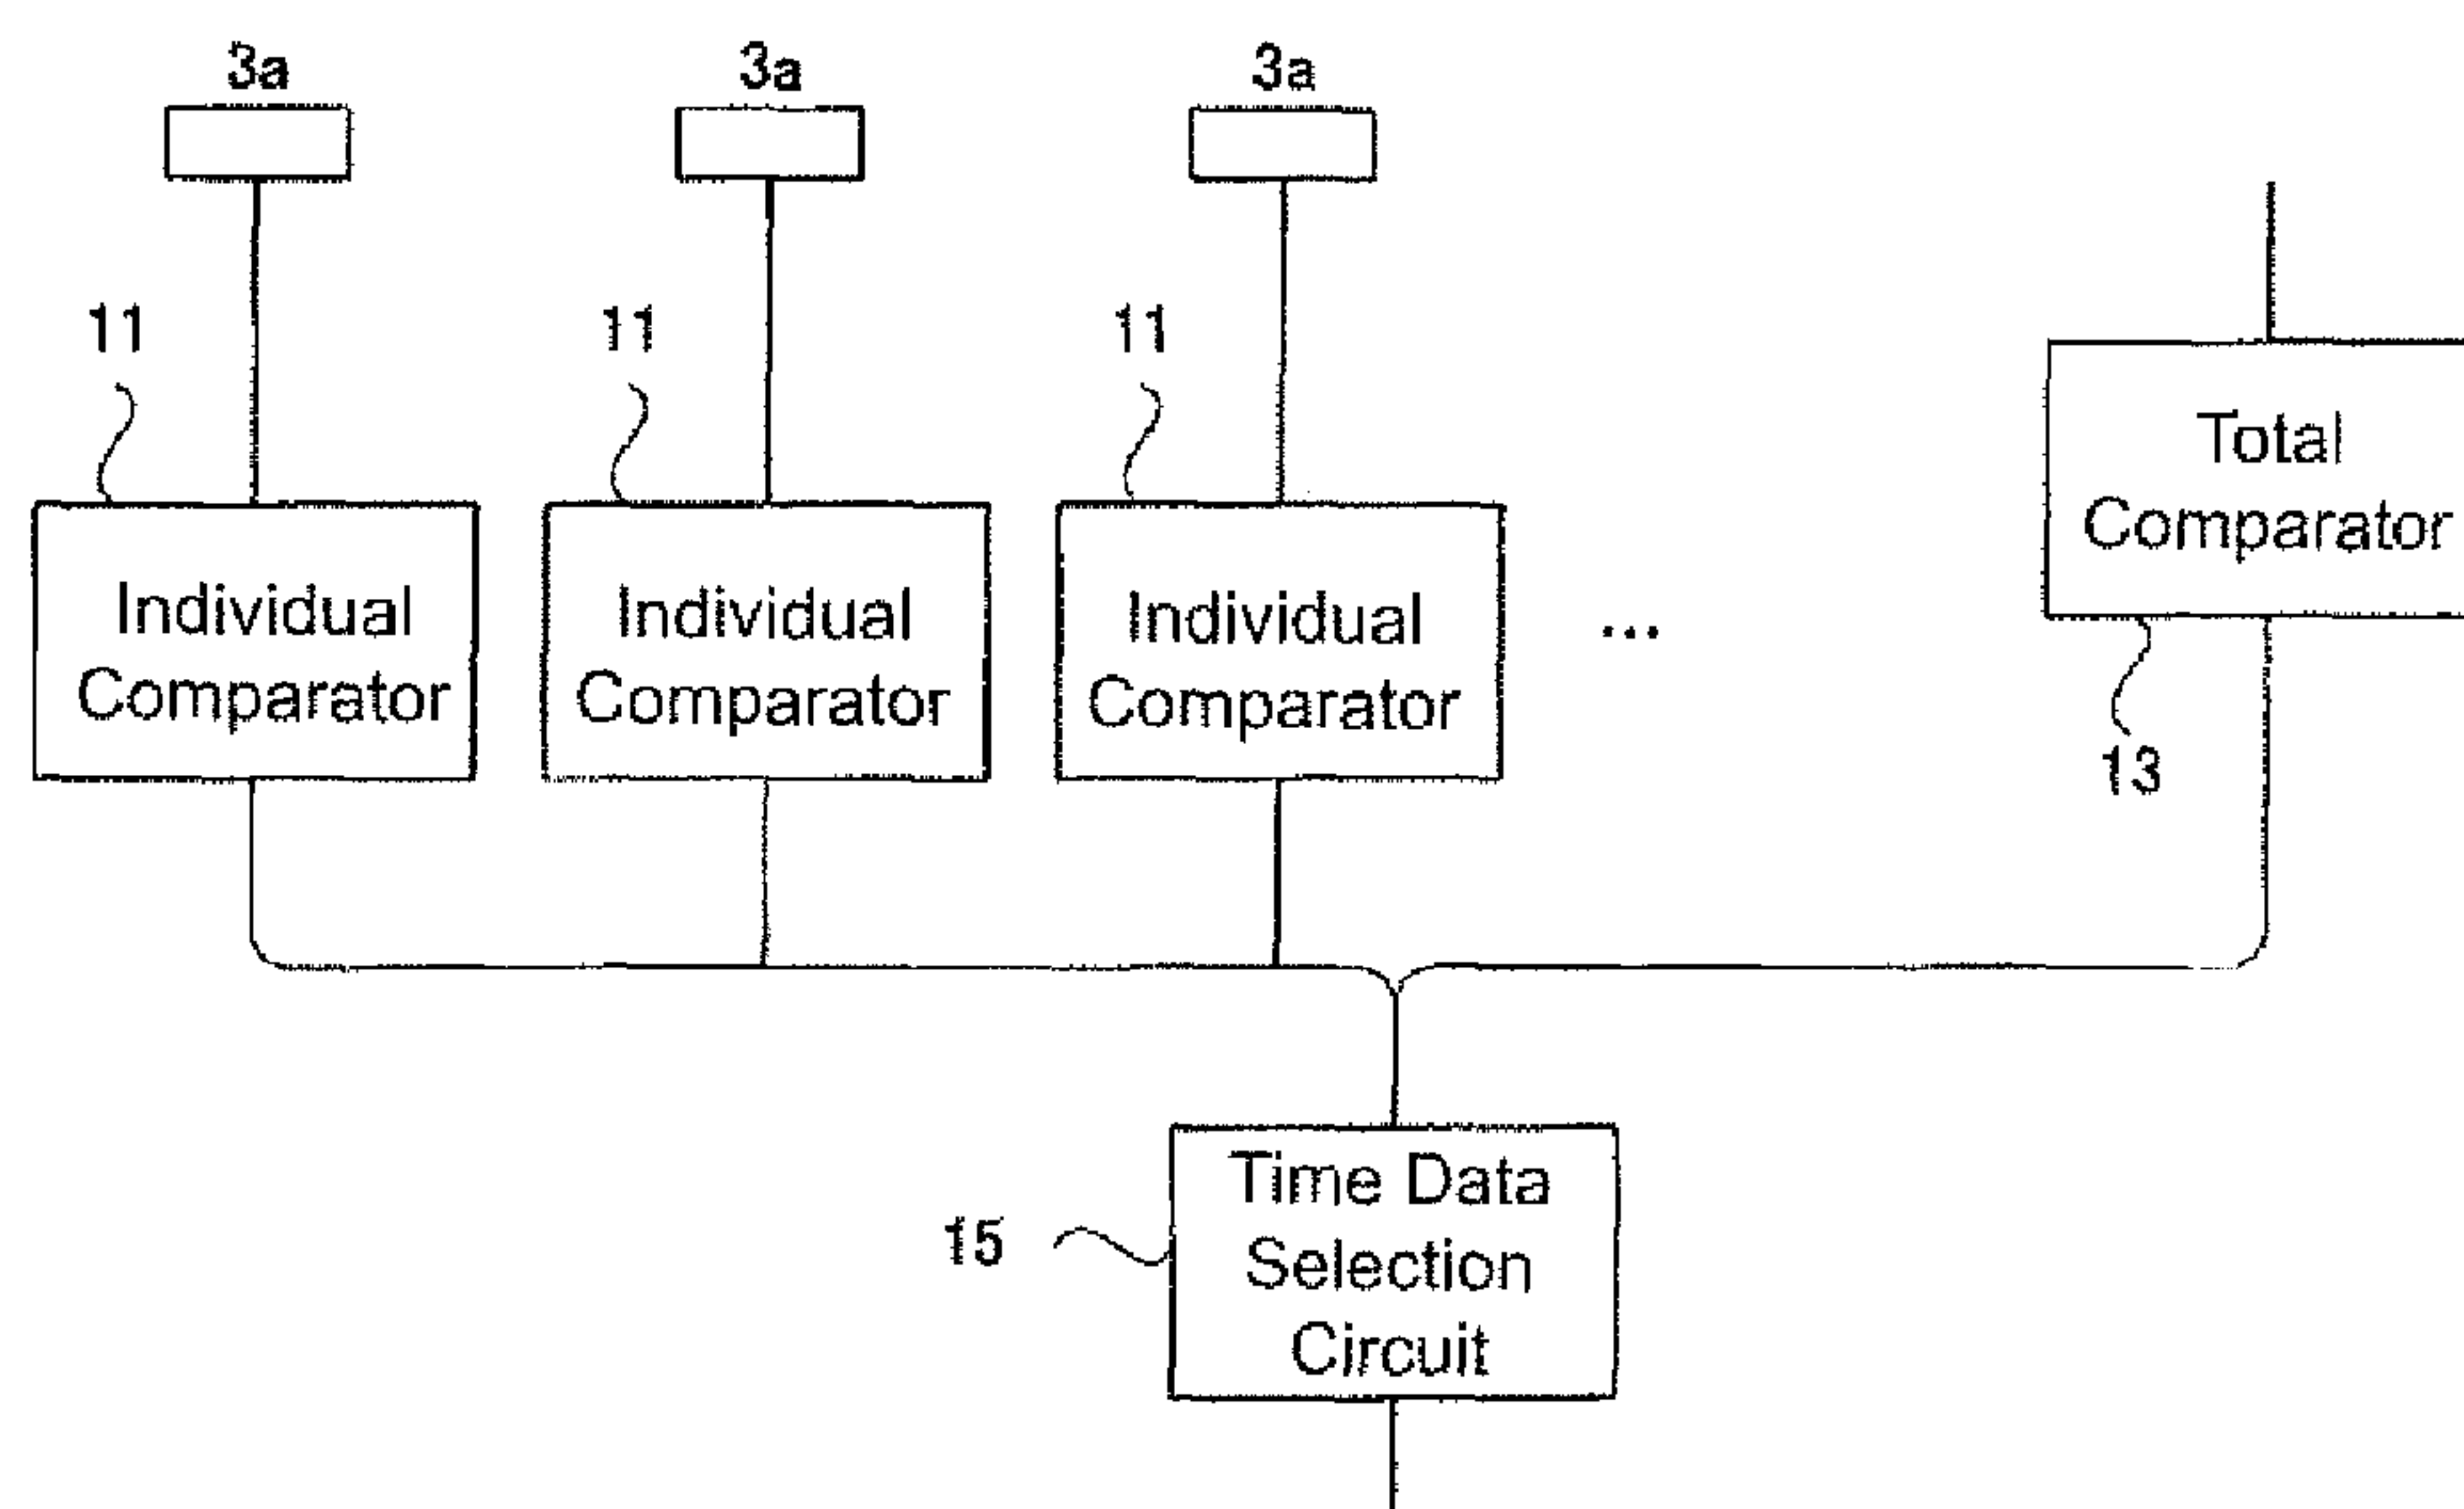 3a
3a
3a
11
11
11
Individual
Comparator
Individual
Comparator
Individual
Comparator
...
Total
Comparator
13
15
Time Data
Selection
Circuit